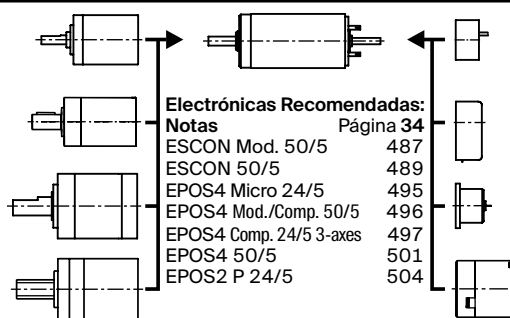 Electrónicas Recomendadas:
Notas Página 34
ESCON Mod. 50/5 487
ESCON 50/5 489
EPOS4 Micro 24/5 495
EPOS4 Mod./Comp. 50/5 496
EPOS4 Comp. 24/5 3-axes 497
EPOS4 50/5 501
EPOS2 P 24/5 504